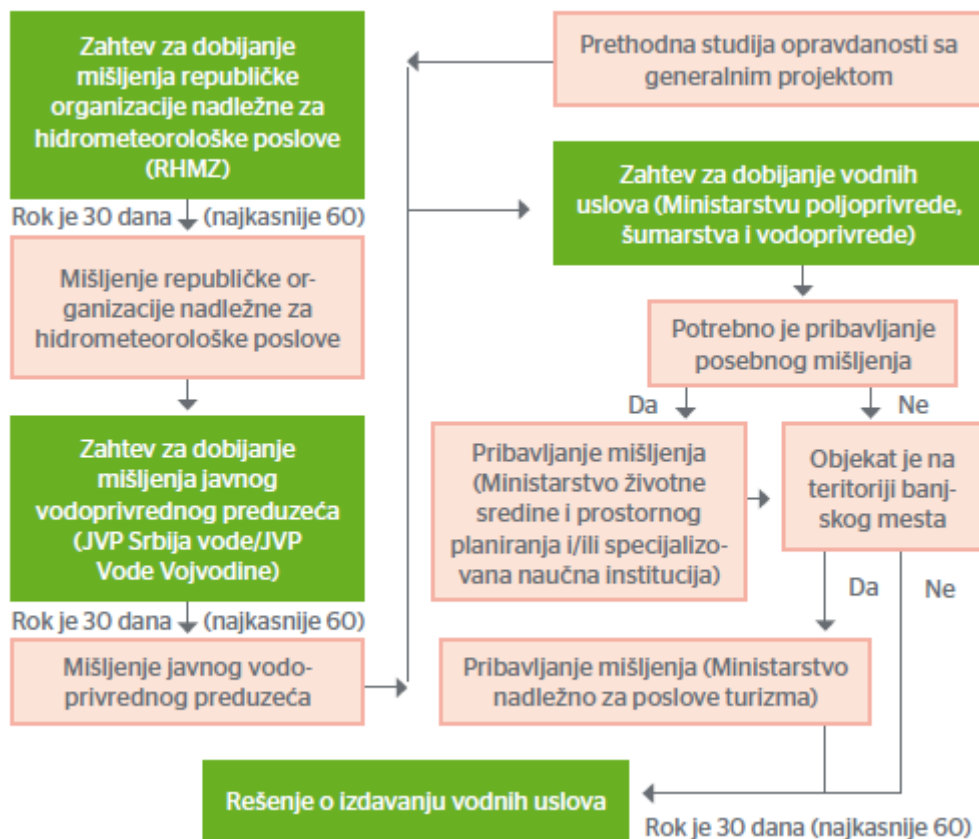 Zahtev za dobijanje
mišljenja republičke
organizacije nadležne za
hidrometeorološke poslove
(RHMZ)
Rok je 30 dana (najkasnije 60)
Mišljenje republičke or-
ganizacije nadležne za
hidrometeorološke poslove
Zahtev za dobijanje
mišljenja javnog
vodoprivrednog preduzeća
(JVP Srbija vode/JVP
Vode Vojvodine)
Rok je 30 dana (najkasnije 60)
Mišljenje javnog vodo-
privrednog preduzeća
Prethodna studija opravdanosti sa
generalnim projektom
Zahtev za dobijanje vodnih
uslova (Ministarstvu poljoprivrede,
šumarstva i vodoprivrede)
Potrebno je pribavljanje
posebnog mišljenja
Da
Ne
Pribavljanje mišljenja
(Ministarstvo životne
sredine i prostornog
planiranja i/ili specijalizo-
vana naučna institucija)
Objekat je na
teritoriji banj-
skog mesta
Da
Ne
Pribavljanje mišljenja (Ministarstvo
nadležno za poslove turizma)
Rešenje o izdavanju vodnih uslova
Rok je 30 dana (najkasnije 60)